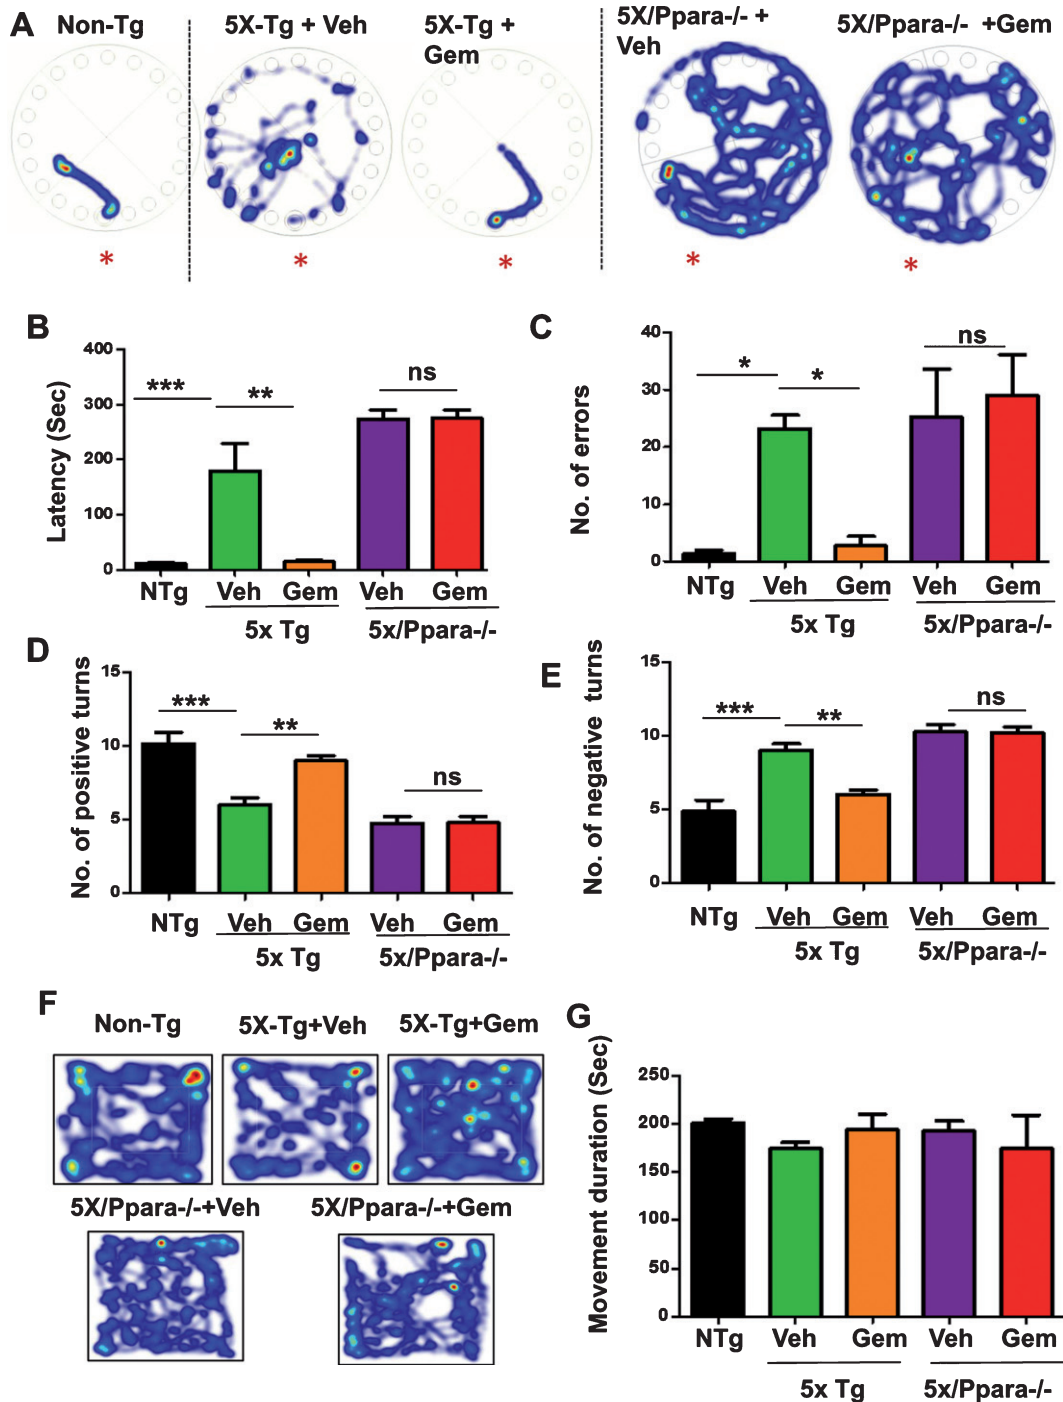 A
Non-Tg
5X-Tg + Veh
5X-Tg +
Gem
5X/Ppara-/- +
Veh
5X/Ppara-/- +Gem
*
*
*
*
*
B
Latency (Sec)
400
300
200
100
0
***
**
ns
NTg
Veh
Gem
Veh
Gem
5x Tg
5x/Ppara-/-
C
No. of errors
40
30
20
10
0
*
*
ns
NTg
Veh
Gem
Veh
Gem
5x Tg
5x/Ppara-/-
D
No. of positive turns
15
10
5
0
***
**
ns
NTg
Veh
Gem
Veh
Gem
5x Tg
5x/Ppara-/-
E
No. of negative turns
15
10
5
0
***
**
ns
NTg
Veh
Gem
Veh
Gem
5x Tg
5x/Ppara-/-
F
Non-Tg
5X-Tg+Veh
5X-Tg+Gem
5X/Ppara-/-+Veh
5X/Ppara-/-+Gem
G
Movement duration (Sec)
250
200
150
100
50
0
NTg
Veh
Gem
Veh
Gem
5x Tg
5x/Ppara-/-